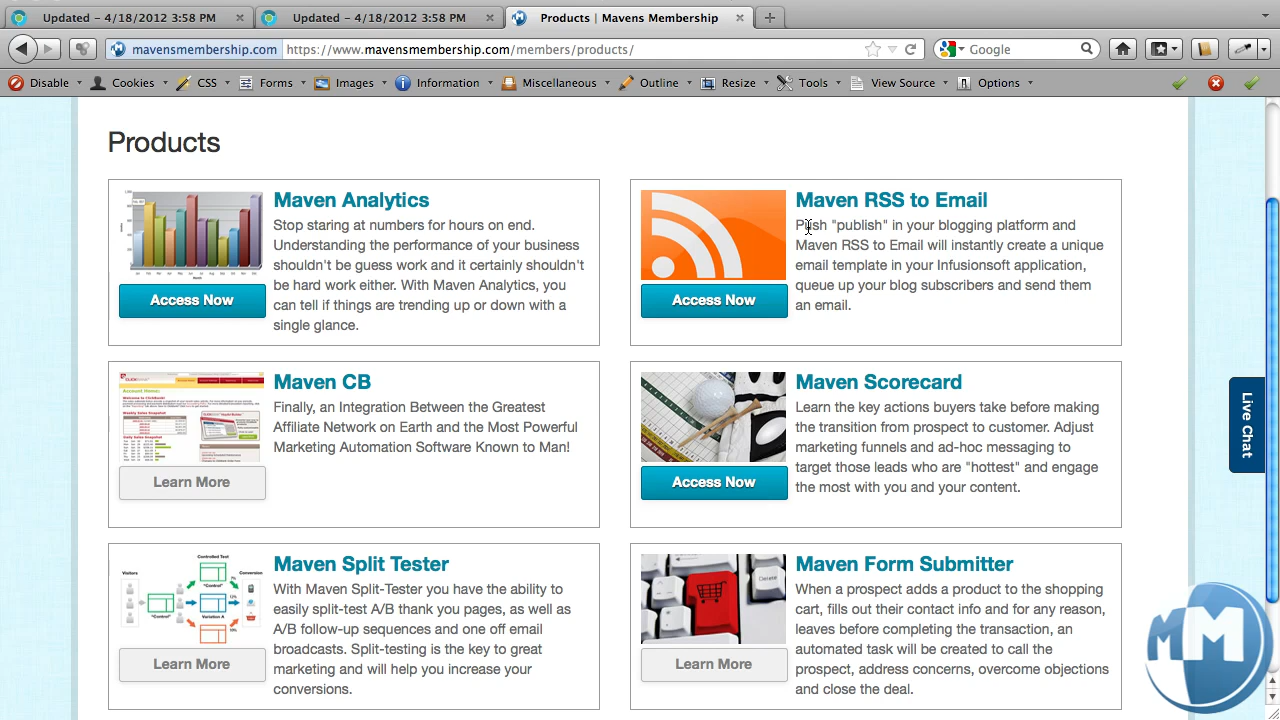 Updated – 4/18/2012 3:58 PM
Updated – 4/18/2012 3:58 PM
Products | Mavens Membership
mavensmembership.com
https://www.mavensmembership.com/members/products/
Google
Disable
Cookies
CSS
Forms
Images
Information
Miscellaneous
Outline
Resize
Tools
View Source
Options
Products
Maven Analytics
Stop staring at numbers for hours on end.
Understanding the performance of your business
shouldn't be guess work and it certainly shouldn't
be hard work either. With Maven Analytics, you
can tell if things are trending up or down with a
single glance.
Access Now
Maven RSS to Email
Push "publish" in your blogging platform and
Maven RSS to Email will instantly create a unique
email template in your Infusionsoft application,
queue up your blog subscribers and send them
an email.
Access Now
Maven CB
Finally, an Integration Between the Greatest
Affiliate Network on Earth and the Most Powerful
Marketing Automation Software Known to Man!
Learn More
Maven Scorecard
Learn the key actions buyers take before making
the transition from prospect to customer. Adjust
marketing funnels and ad-hoc messaging to
target those leads who are "hottest" and engage
the most with you and your content.
Access Now
Maven Split Tester
With Maven Split-Tester you have the ability to
easily split-test A/B thank you pages, as well as
A/B follow-up sequences and one off email
broadcasts. Split-testing is the key to great
marketing and will help you increase your
conversions.
Visitors
Controlled Test
Conversion
"Control"
"Control"
Variation A
Learn More
Maven Form Submitter
When a prospect adds a product to the shopping
cart, fills out their contact info and for any reason,
leaves before completing the transaction, an
automated task will be created to call the
prospect, address concerns, overcome objections
and close the deal.
Delete
Learn More
Live Chat
M